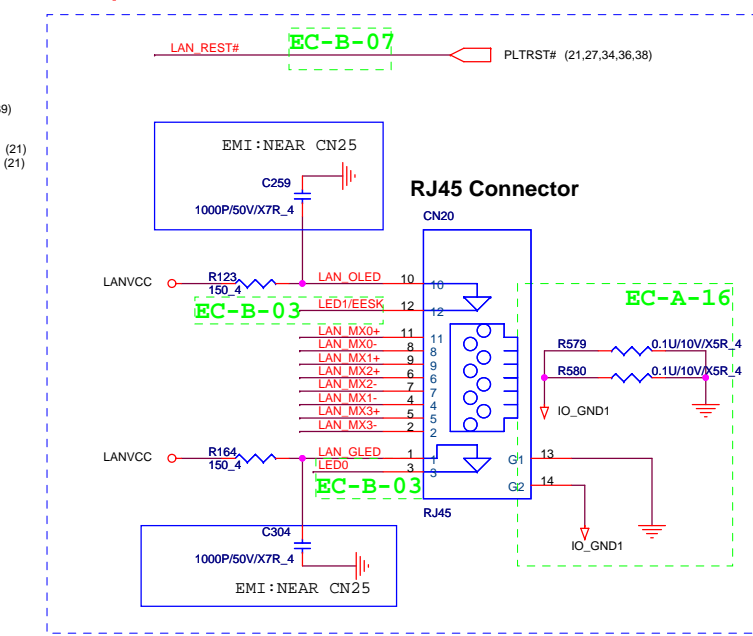 LAN_REST#
EC-B-07
PLTRST# (21,27,34,36,38)
9)
(21)
(21)
EMI:NEAR CN25
C259
1000P/50V/X7R_4
RJ45 Connector
CN20
LANVCC
R123
150_4
LAN_OLED 10 10
EC-B-03
LED1/EESK 12 12
LAN_MX0+ 11 11
LAN_MX0- 8 8
LAN_MX1+ 9 9
LAN_MX2+ 6 6
LAN_MX2- 7 7
LAN_MX1- 4 4
LAN_MX3+ 5 5
LAN_MX3- 2 2
LANVCC
R164
150_4
LAN_GLED 1 1
LED0 3 3
EC-B-03
RJ45
G1 13
G2 14
EC-A-16
R579 0.1U/10V/X5R_4
R580 0.1U/10V/X5R_4
IO_GND1
IO_GND1
C304
1000P/50V/X7R_4
EMI:NEAR CN25